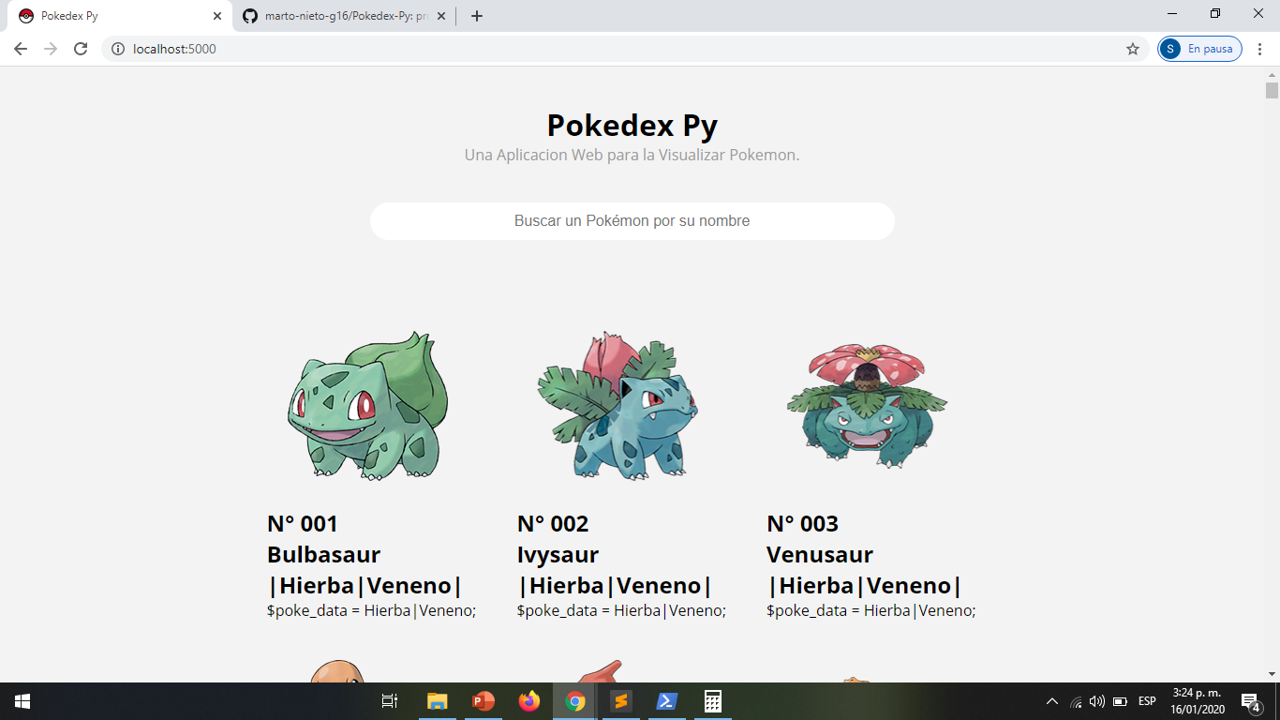 Pokedex Py
marto-nieto-g16/Pokedex-Py: pr
localhost:5000
S En pausa
Pokedex Py
Una Aplicacion Web para la Visualizar Pokemon.
Buscar un Pokémon por su nombre
N° 001
Bulbasaur
|Hierba|Veneno|
$poke_data = Hierba|Veneno;
N° 002
Ivysaur
|Hierba|Veneno|
$poke_data = Hierba|Veneno;
N° 003
Venusaur
|Hierba|Veneno|
$poke_data = Hierba|Veneno;
ESP
3:24 p. m.
16/01/2020
4